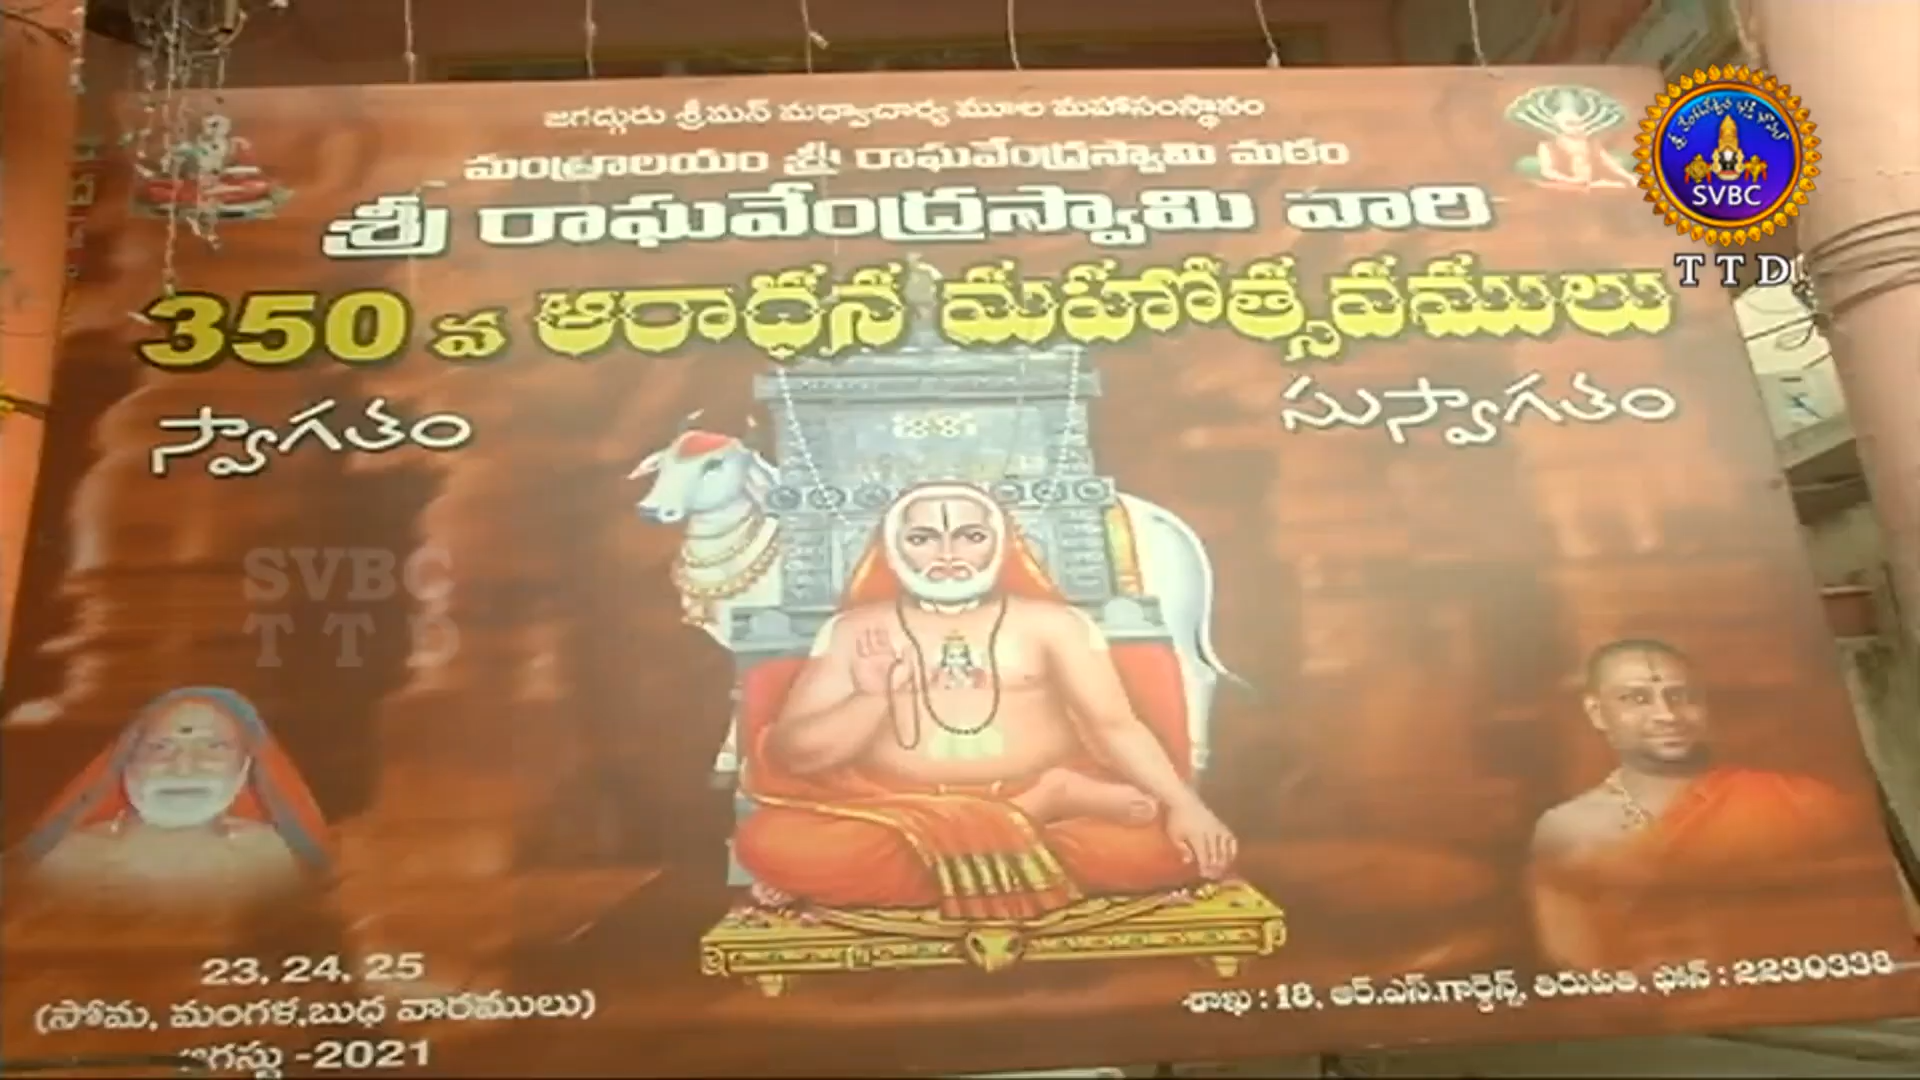 జగద్గురు శ్రీమన్ మధ్వాచార్య మూల మహాసంస్థానం
మంత్రాలయం శ్రీ రాఘవేంద్రస్వామి మఠం
శ్రీ రాఘవేంద్రస్వామి వారి
350 వ ఆరాధన మహోత్సవములు
స్వాగతం
సుస్వాగతం
SVBC
TTD
SVBC
TTD
23, 24, 25
(సోమ, మంగళ,బుధ వారములు)
ఆగస్టు -2021
శాఖ : 18, ఆర్.ఎస్.గార్డెన్స్, తిరుపతి, ఫోన్ : 2230338